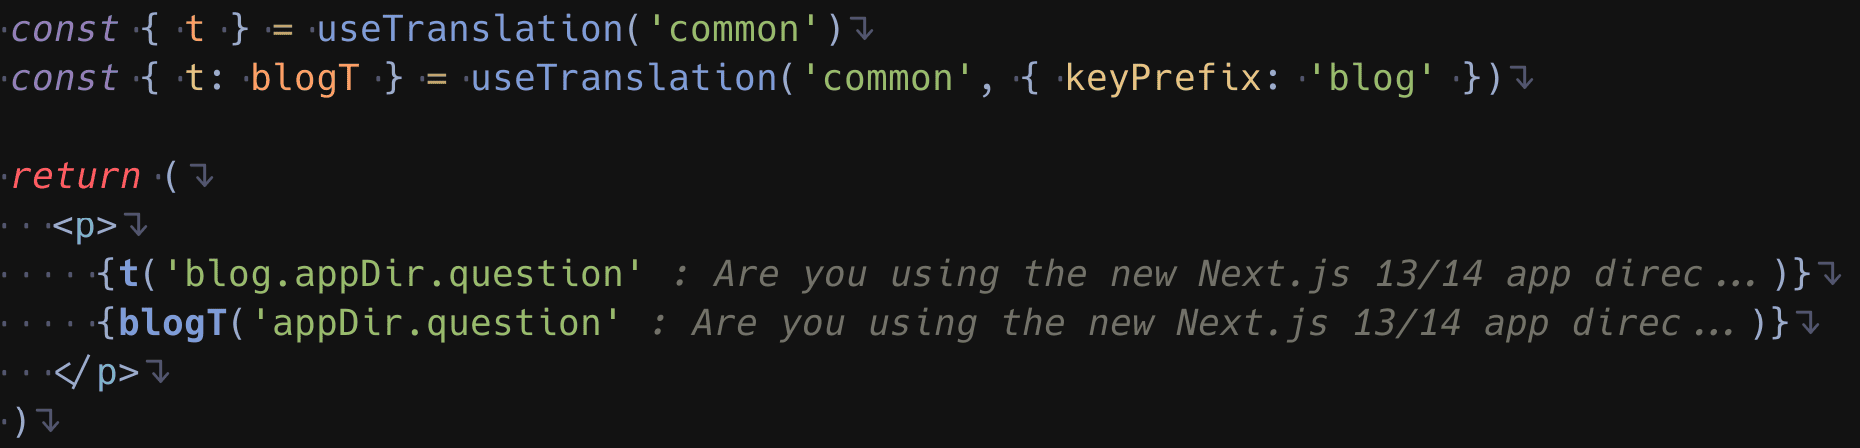 const { t } = useTranslation('common')
const { t: blogT } = useTranslation('common', { keyPrefix: 'blog' })
return (
<p>
{t('blog.appDir.question' : Are you using the new Next.js 13/14 app direc...)}
{blogT('appDir.question' : Are you using the new Next.js 13/14 app direc...)}
</p>
)